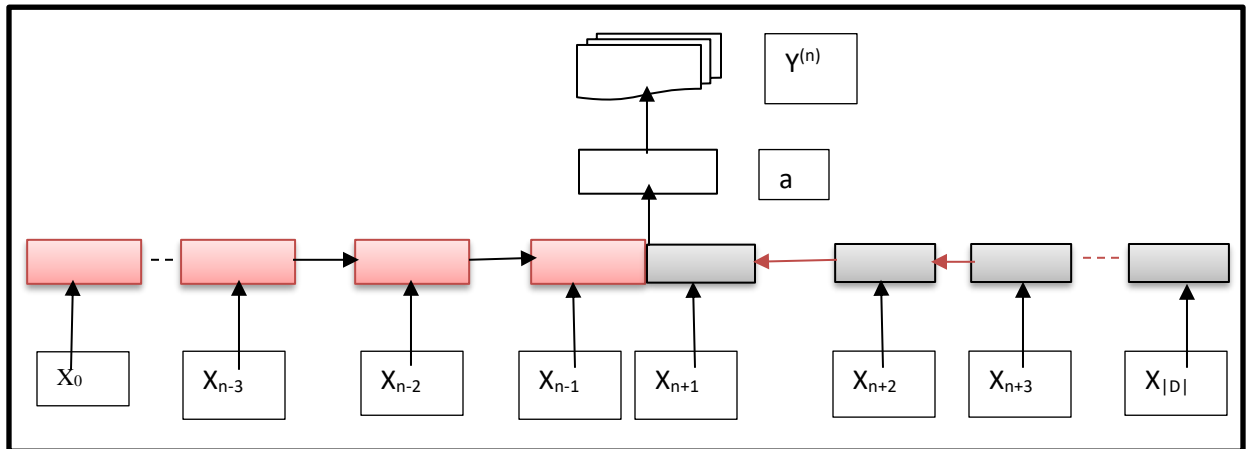 Y(n)
a
X0
Xn-3
Xn-2
Xn-1
Xn+1
Xn+2
Xn+3
X|D|